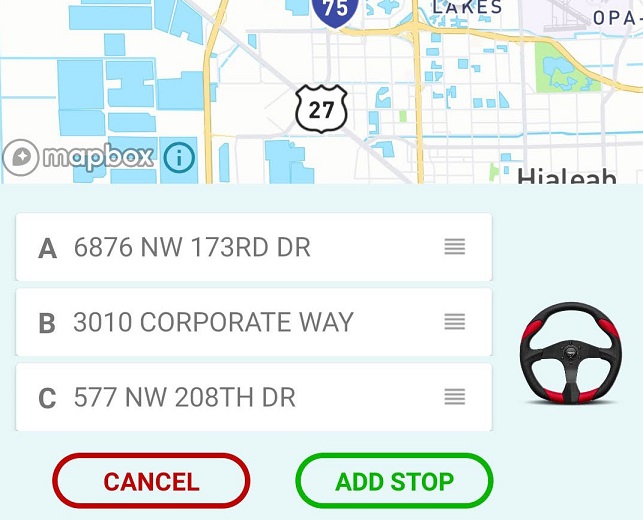 75
LAKES
OPA-
27
mapbox
Hialeah
A 6876 NW 173RD DR
B 3010 CORPORATE WAY
C 577 NW 208TH DR
CANCEL
ADD STOP